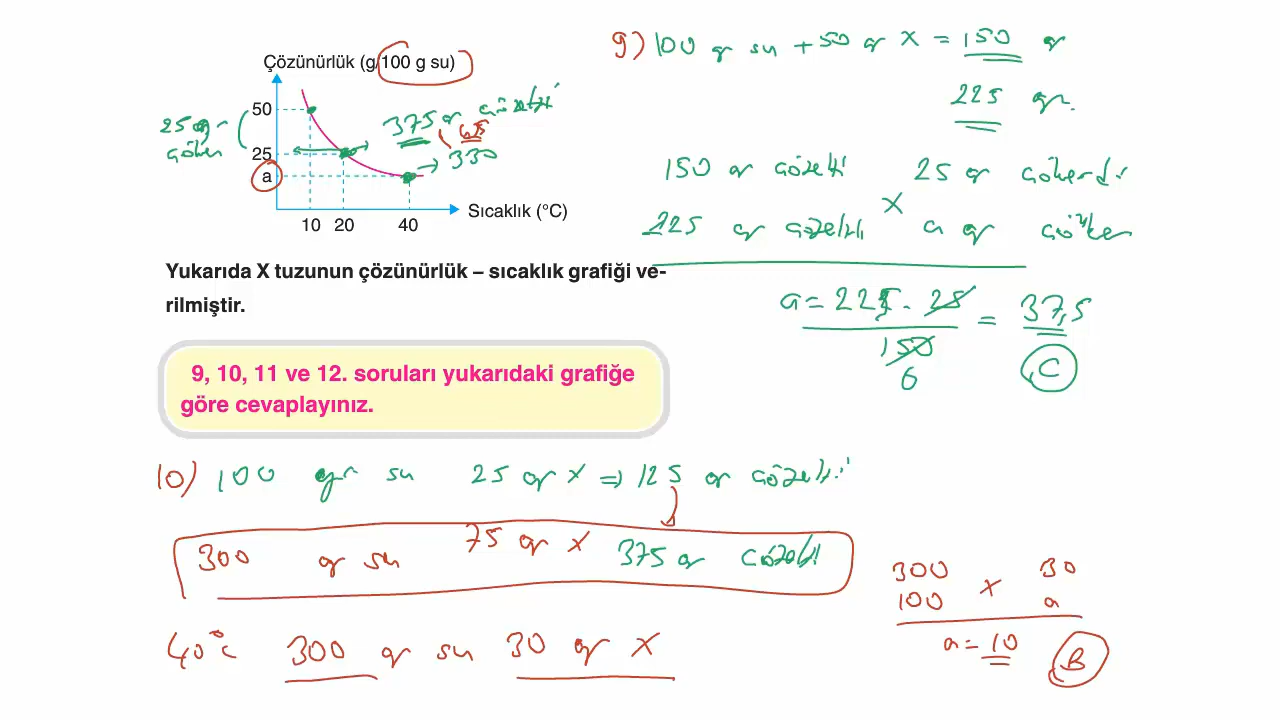 Çözünürlük (g/100 g su)
50
25
a
10 20 40
Sıcaklık (°C)
25 gr
çöken
375 gr çözelti
45
330
Yukarıda X tuzunun çözünürlük – sıcaklık grafiği ve-
rilmiştir.
9, 10, 11 ve 12. soruları yukarıdaki grafiğe
göre cevaplayınız.
9) 100 gr su + 50 gr X = 150 gr
225 gr.
150 gr çözelti 25 gr çökerdi
X
225 gr çözelti a gr çöker
a = 225 . 25 = 37,5
150
6
C
10) 100 gr su 25 gr X ⇒ 125 gr çözelti
300 gr su 75 gr X 375 gr çözelti
40°C 300 gr su 30 gr X
300 X 30
100 a
a = 10
B